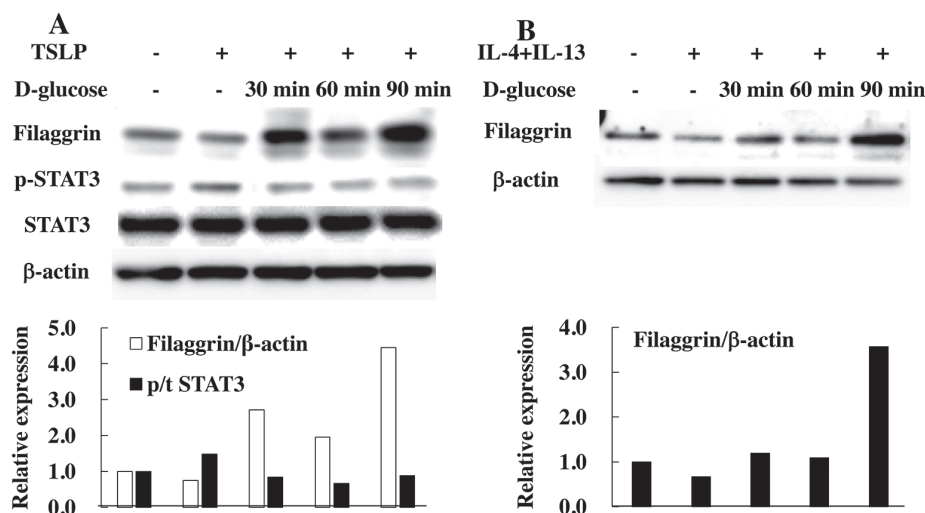 A
TSLP - + + + +
D-glucose - - 30 min 60 min 90 min
Filaggrin
p-STAT3
STAT3
β-actin
Relative expression
5.0
4.0
3.0
2.0
1.0
0.0
Filaggrin/β-actin
p/t STAT3
B
IL-4+IL-13 - + + + +
D-glucose - - 30 min 60 min 90 min
Filaggrin
β-actin
Relative expression
4.0
3.0
2.0
1.0
0.0
Filaggrin/β-actin